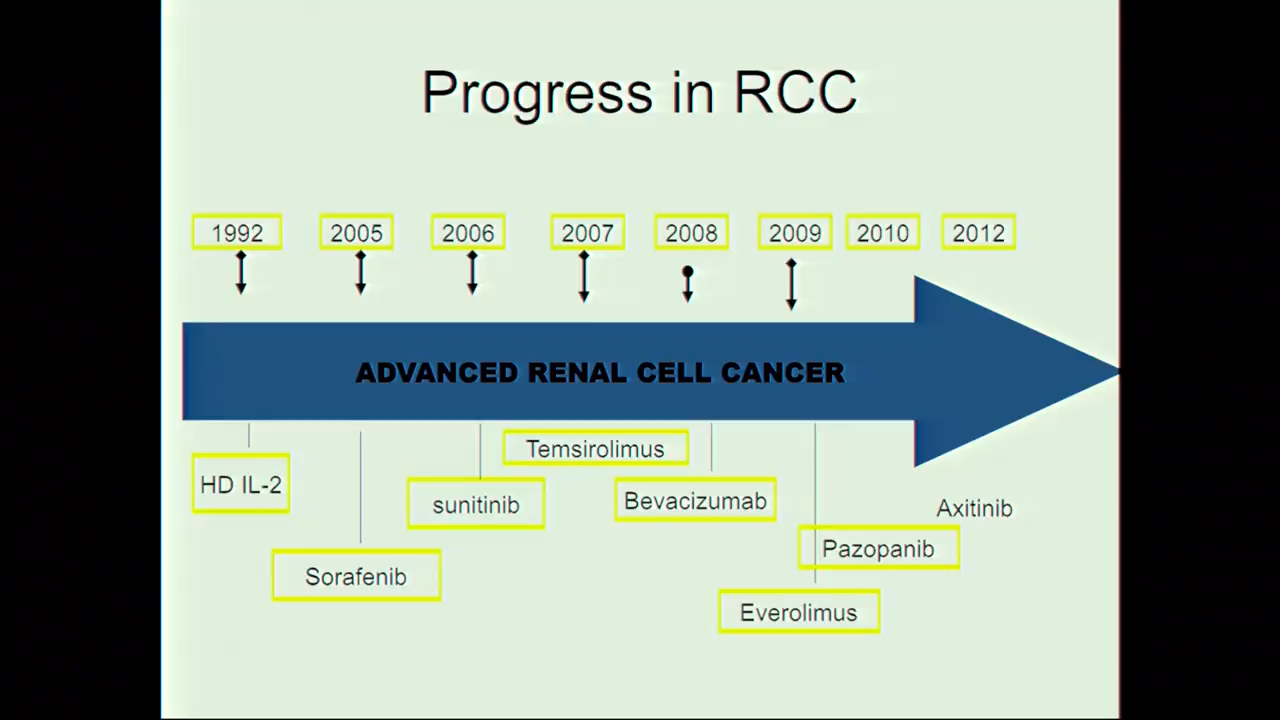 Progress in RCC
1992 2005 2006 2007 2008 2009 2010 2012
ADVANCED RENAL CELL CANCER
Temsirolimus
HD IL-2
sunitinib
Bevacizumab
Axitinib
Pazopanib
Sorafenib
Everolimus